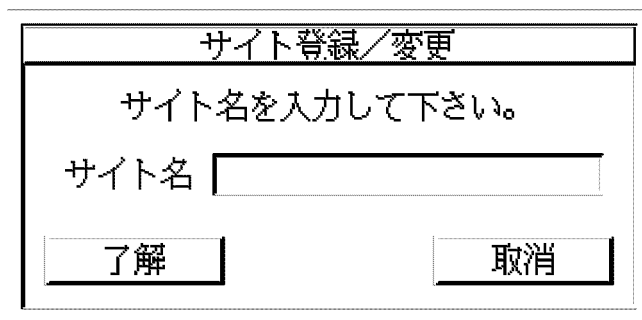 サイト登録／変更
サイト名を入力して下さい。
サイト名
了解 取消